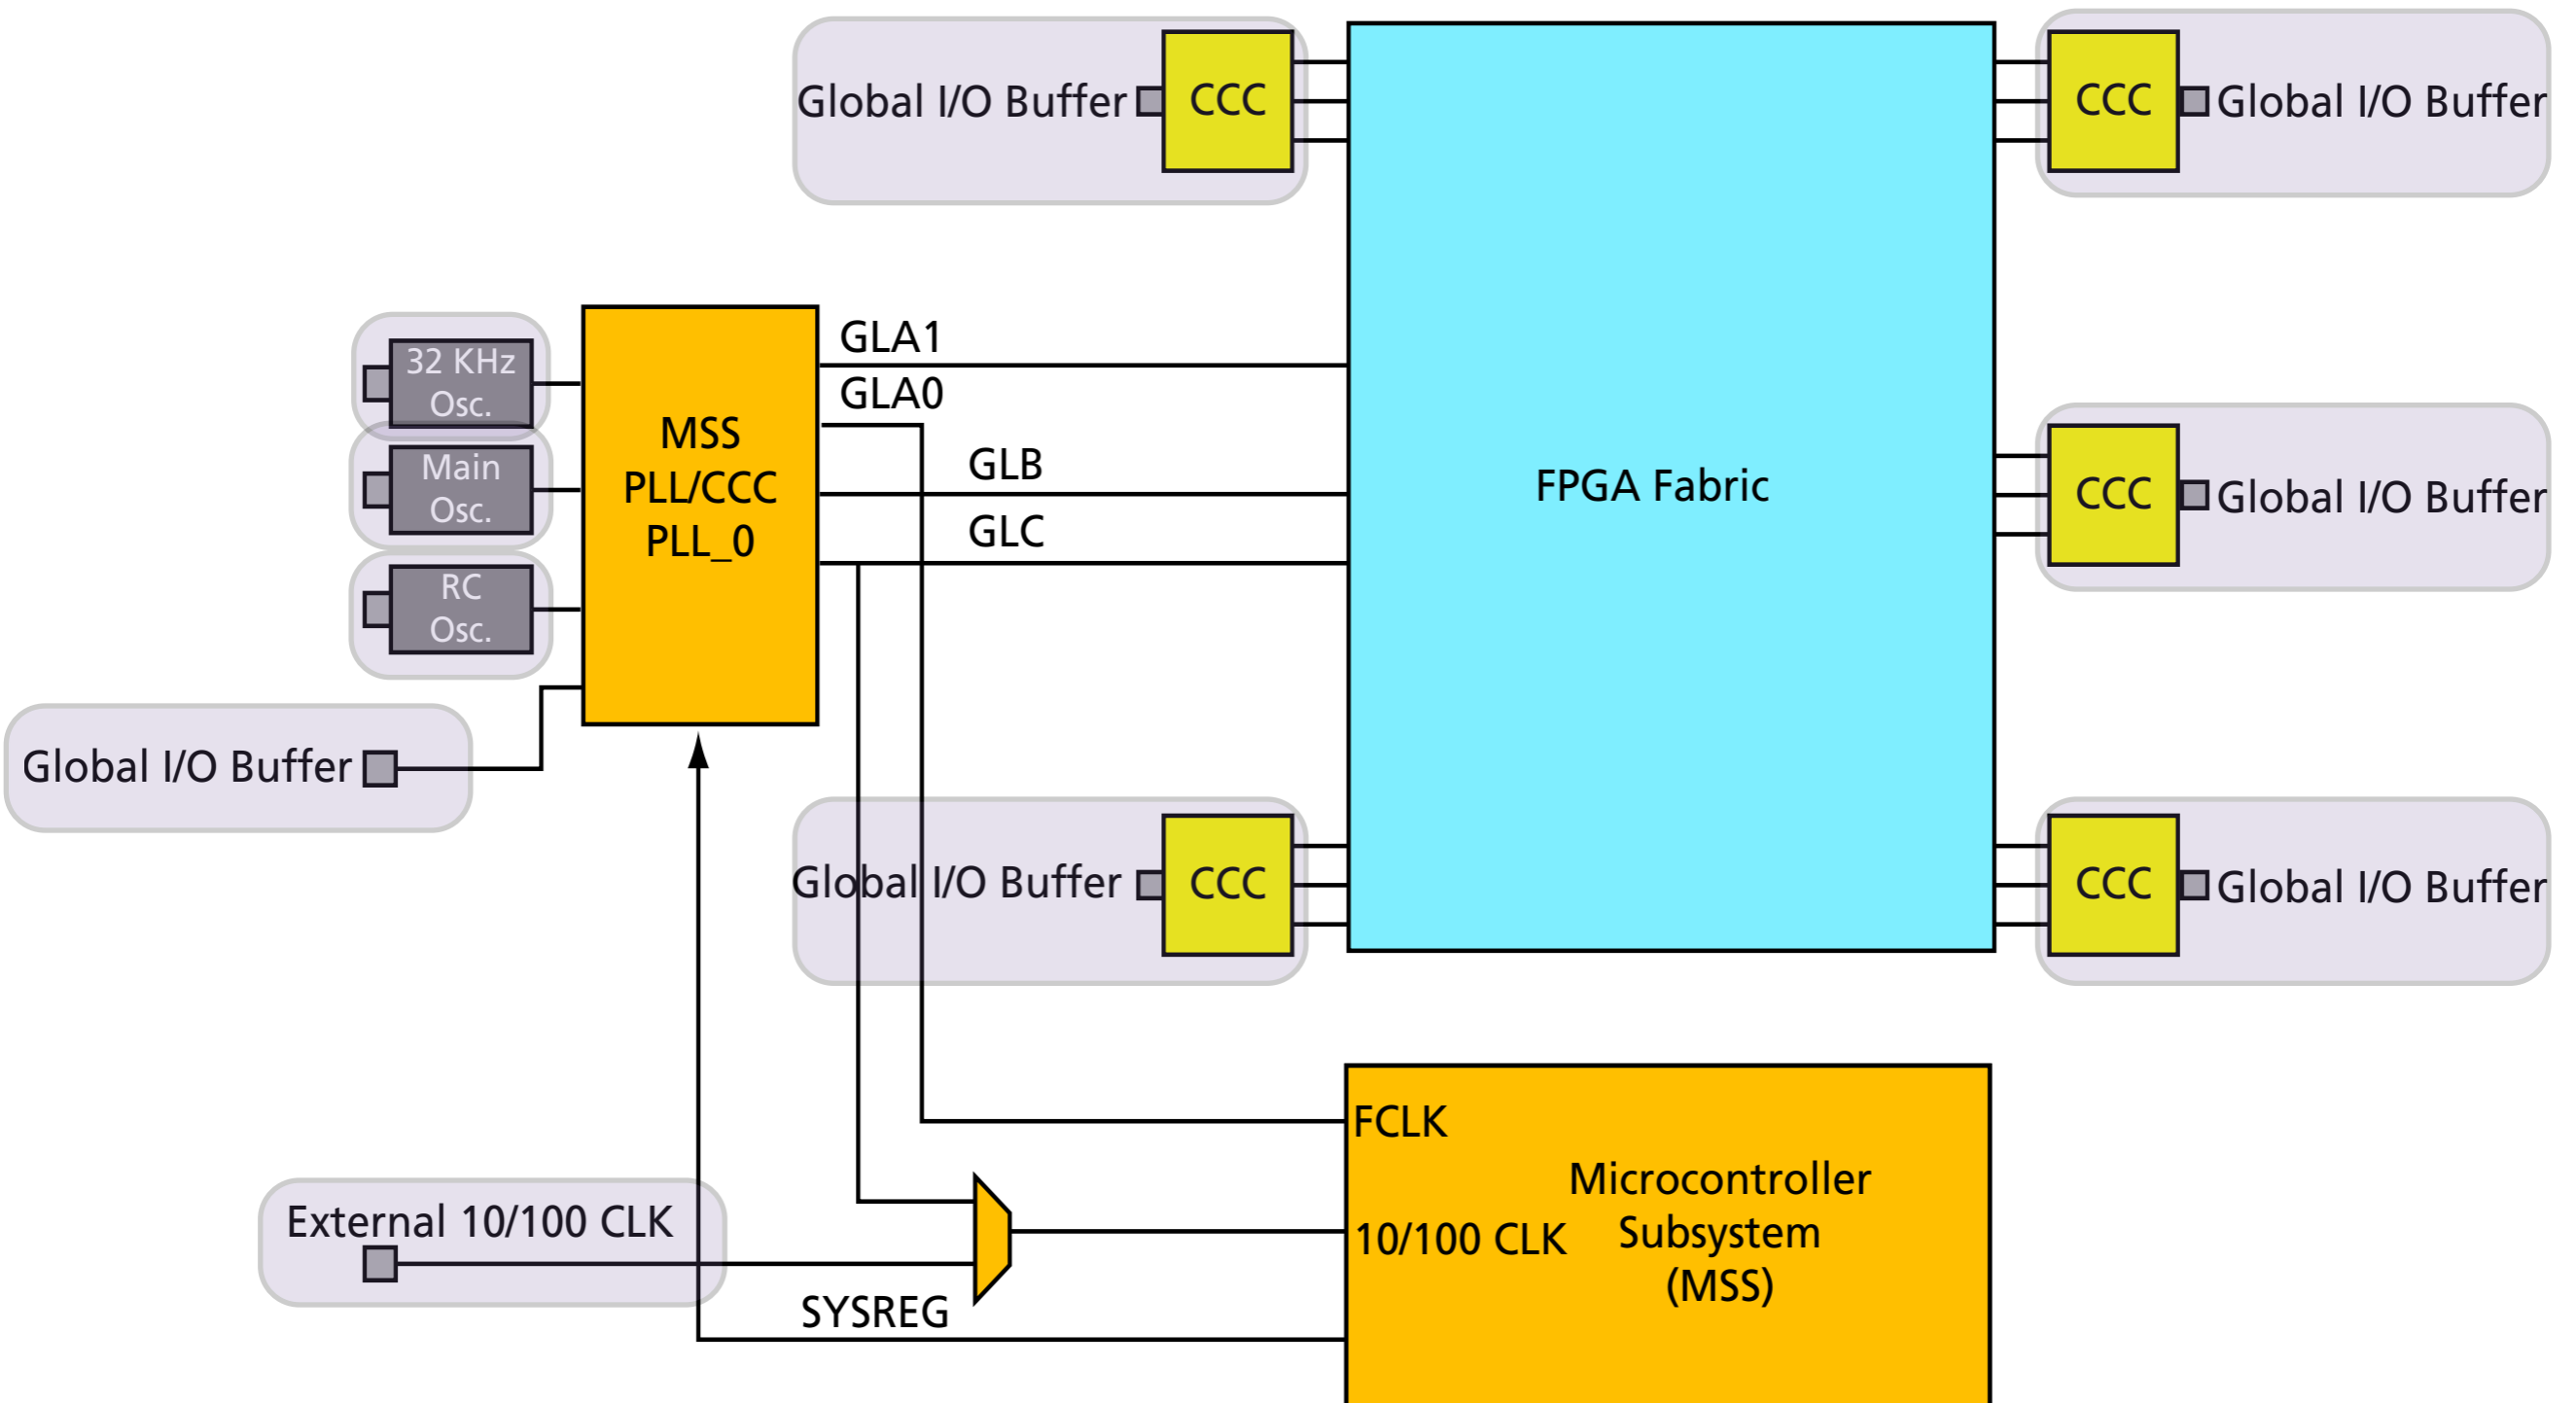 Global I/O Buffer
CCC
CCC
Global I/O Buffer
32 KHz
Osc.
Main
Osc.
RC
Osc.
MSS
PLL/CCC
PLL_0
GLA1
GLA0
GLB
GLC
FPGA Fabric
CCC
Global I/O Buffer
Global I/O Buffer
Global I/O Buffer
CCC
CCC
Global I/O Buffer
FCLK
Microcontroller
Subsystem
(MSS)
10/100 CLK
External 10/100 CLK
SYSREG